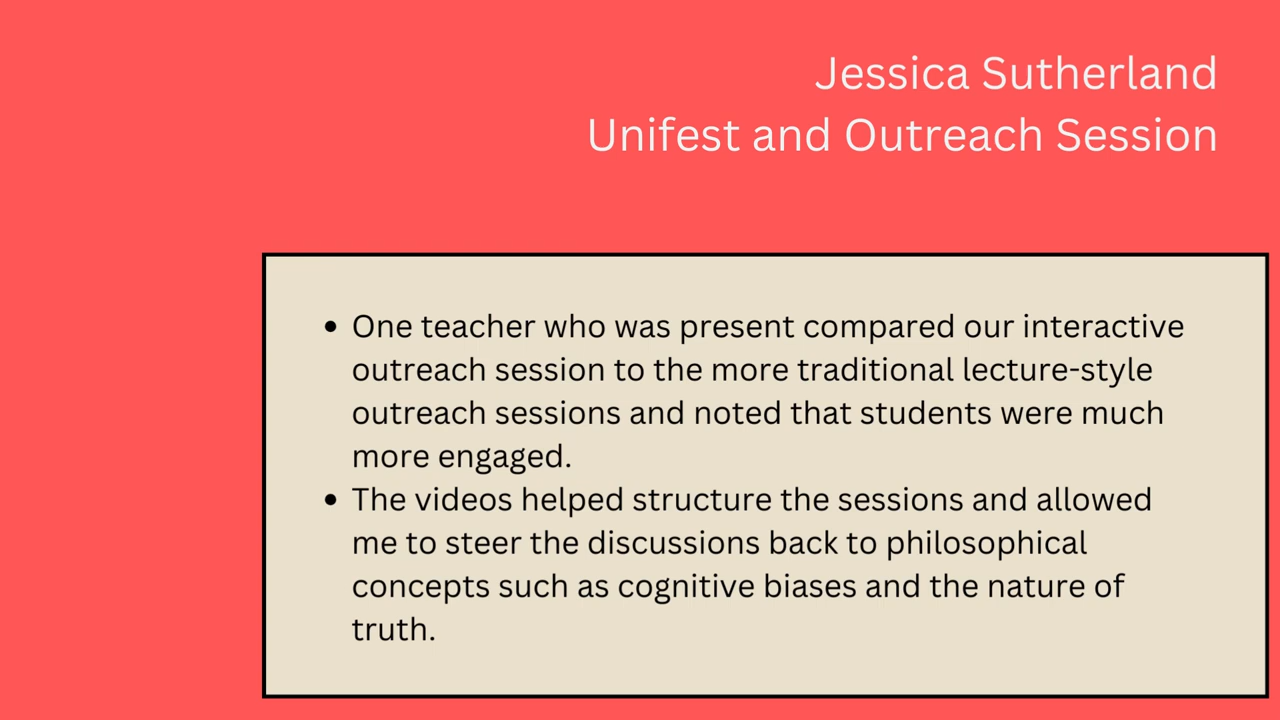 Jessica Sutherland
Unifest and Outreach Session
• One teacher who was present compared our interactive
outreach session to the more traditional lecture-style
outreach sessions and noted that students were much
more engaged.
• The videos helped structure the sessions and allowed
me to steer the discussions back to philosophical
concepts such as cognitive biases and the nature of
truth.